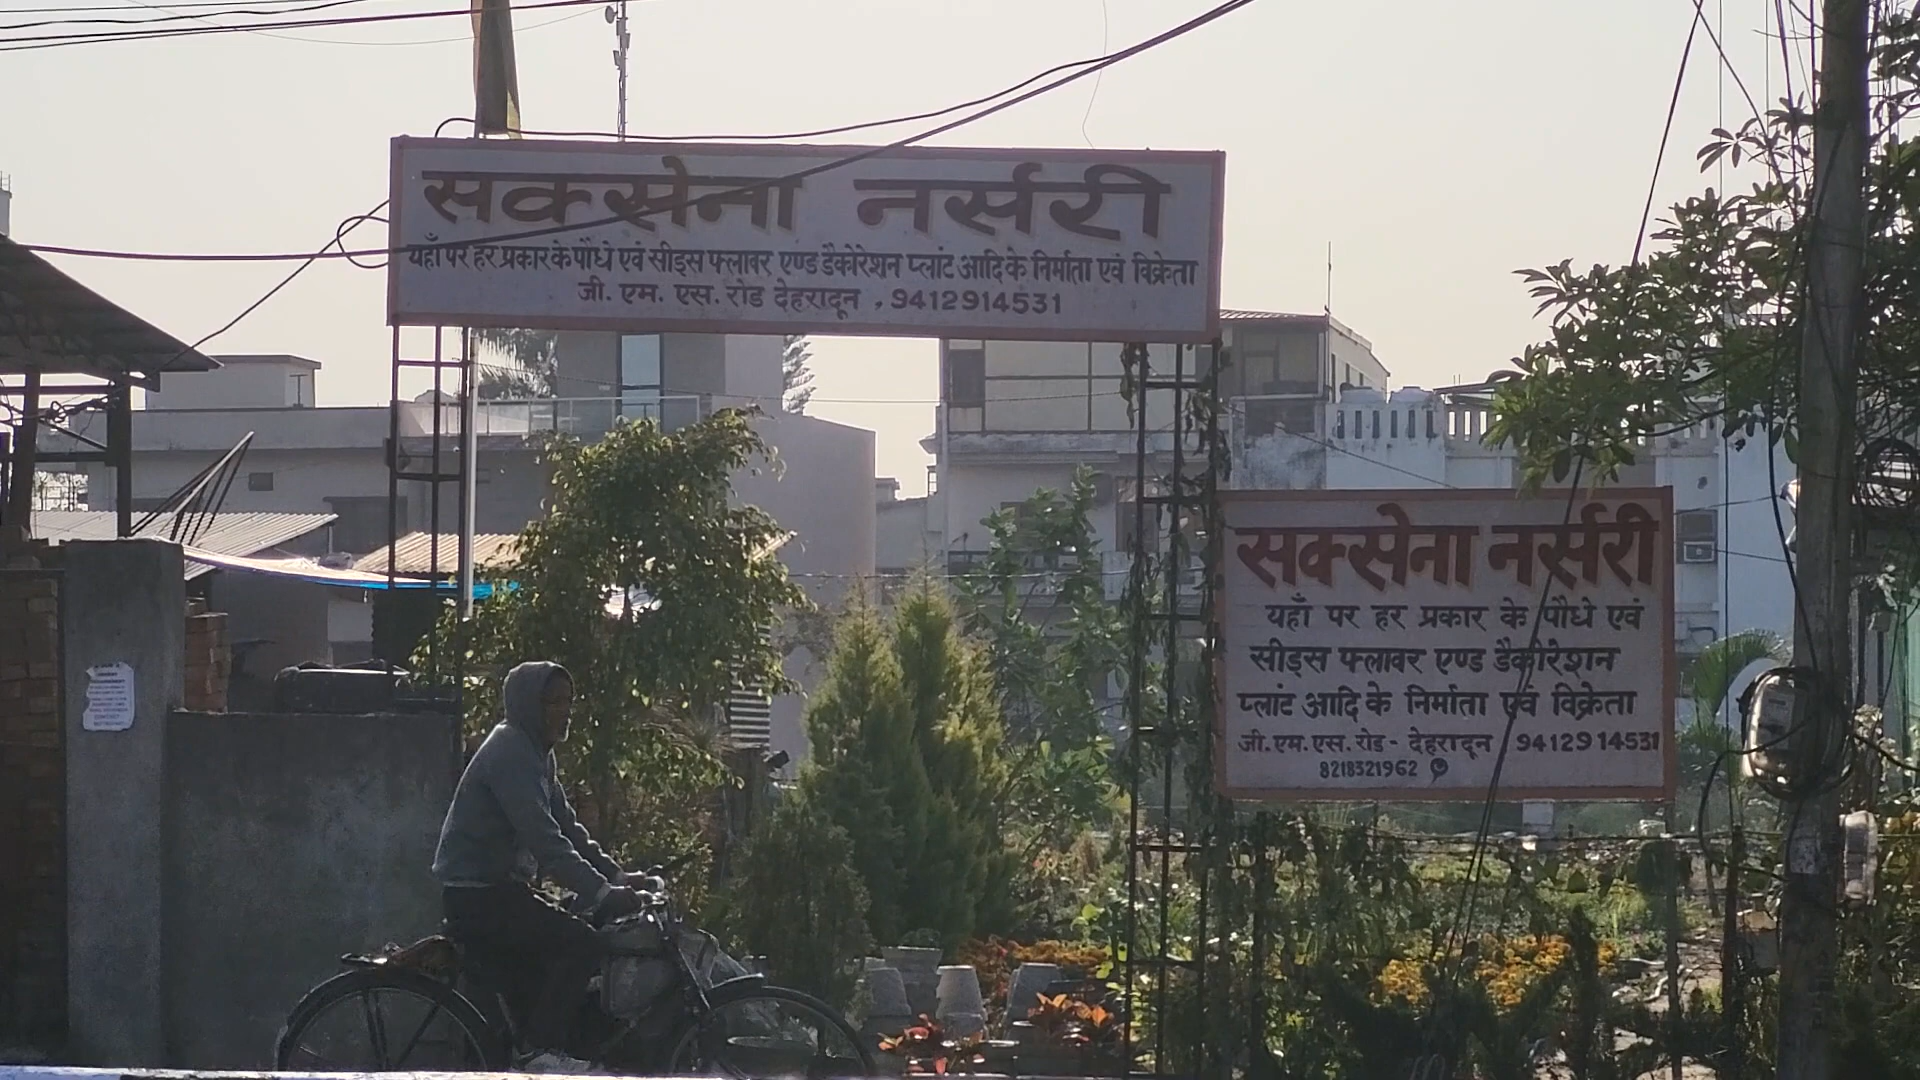 सक्सेना नर्सरी
यहाँ पर हर प्रकार के पौधे एवं सीड्स फ्लावर एण्ड डैकोरेशन प्लांट आदि के निर्माता एवं विक्रेता
जी. एम. एस. रोड देहरादून , 9412914531
सक्सेना नर्सरी
यहाँ पर हर प्रकार के पौधे एवं
सीड्स फ्लावर एण्ड डैकोरेशन
प्लांट आदि के निर्माता एवं विक्रेता
जी. एम. एस. रोड - देहरादून , 9412914531
8218321962